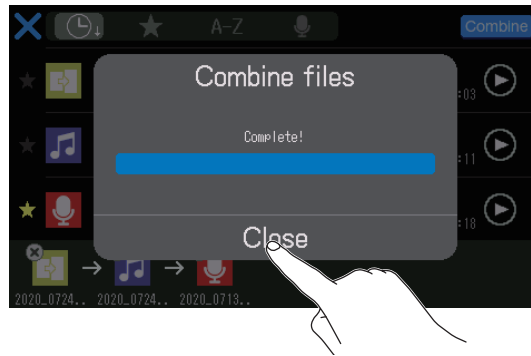 A-Z
Combine
Combine files
:03
Complete!
:11
:18
Close
2020_0724.. 2020_0724.. 2020_0713..